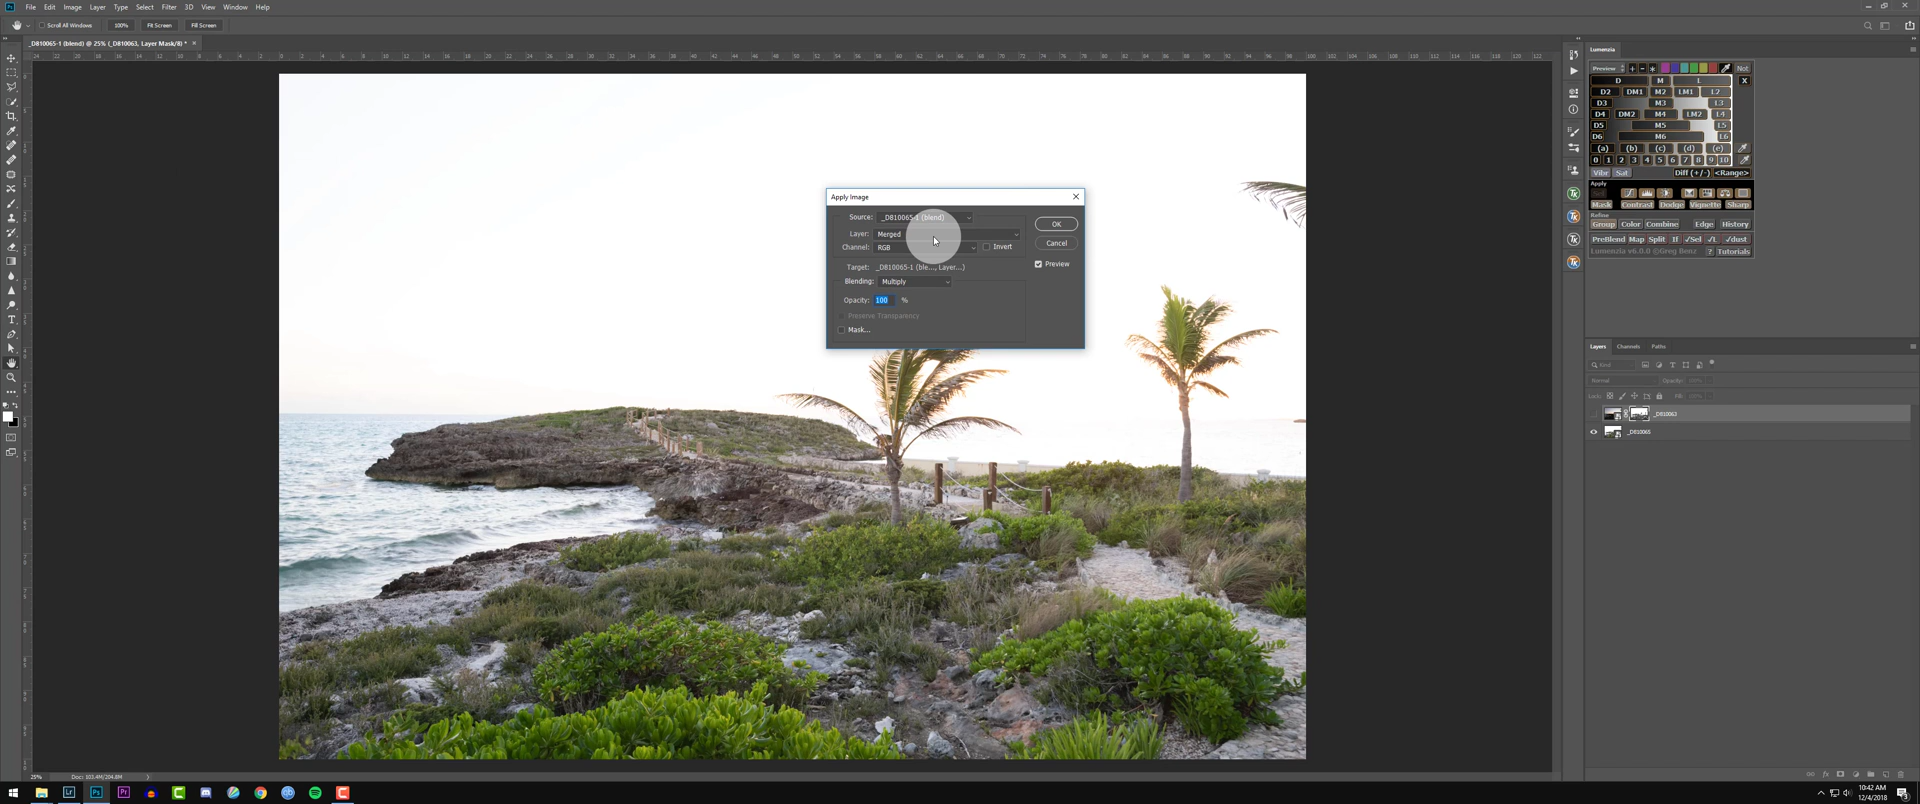 Ps File Edit Image Layer Type Select Filter 3D View Window Help
Scroll All Windows 100% Fit Screen Fill Screen
_D810065-1 (blend) @ 25% (_D810063, Layer Mask/8) * ×
Lumenzia
Preview + - * Not
D M L X
D2 DM1 M2 LM1 L2
D3 M3 L3
D4 DM2 M4 LM2 L4
D5 M5 L5
D6 M6 L6
(a) (b) (c) (d) (e)
0 1 2 3 4 5 6 7 8 9 10
Vibr Sat Diff (+/-) <Range>
Apply
Mask Contrast Dodge Vignette Sharp
Refine
Group Color Combine Edge History
PreBlend Map Split If √Sel √L √dust
Lumenzia v6.0.0 ©Greg Benz ? Tutorials
Apply Image
Source: _D810065-1 (blend)
OK
Layer: Merged
Cancel
Channel: RGB Invert
Preview
Target: _D810065-1 (ble..., Layer...)
Blending: Multiply
Opacity: 100 %
Preserve Transparency
Mask...
Layers Channels Paths
Kind
Normal Opacity: 100%
Lock: Fill: 100%
_D810063
_D810065
25% Doc: 103.4M/204.8M
Lr Ps Pr
10:42 AM
12/4/2018